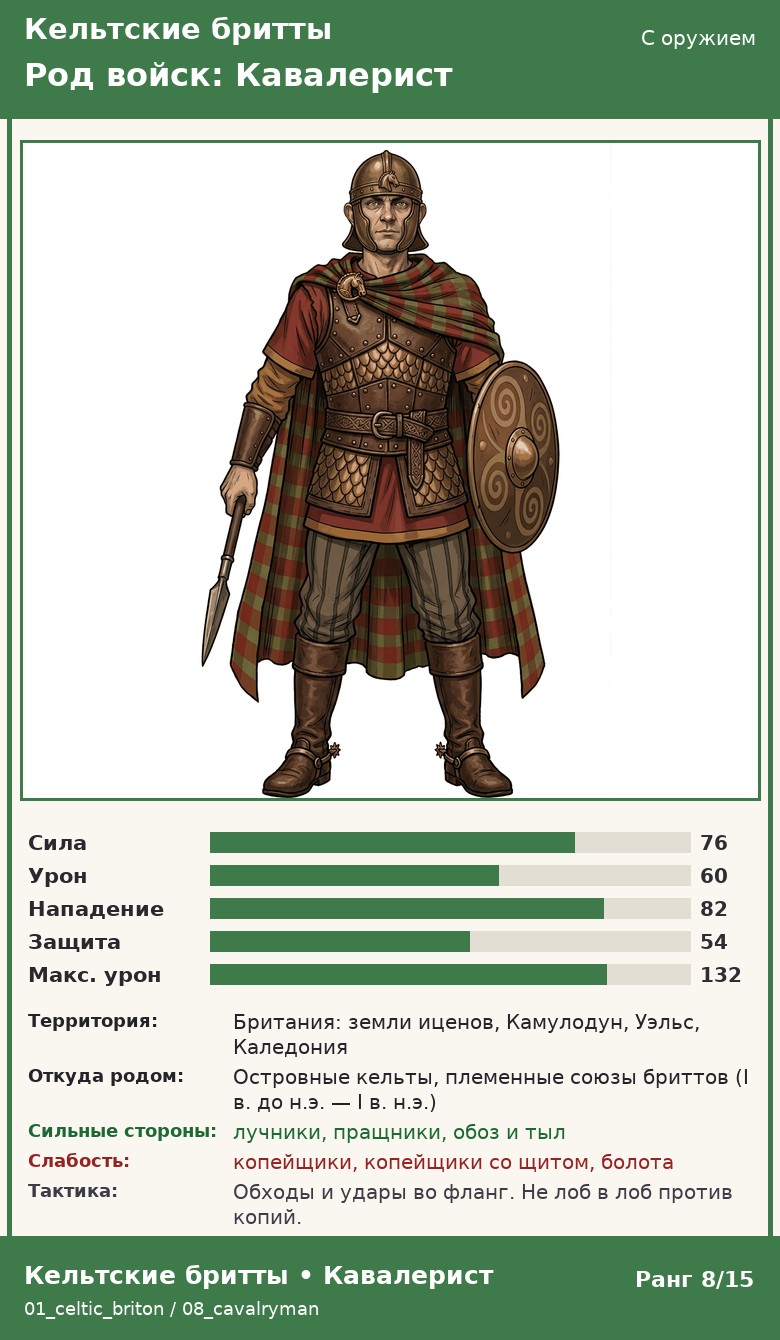 Кельтские бритты
С оружием
Род войск: Кавалерист
Сила 76
Урон 60
Нападение 82
Защита 54
Макс. урон 132
Территория: Британия: земли иценов, Камулодун, Уэльс,
Каледония
Откуда родом: Островные кельты, племенные союзы бриттов (I
в. до н.э. — I в. н.э.)
Сильные стороны: лучники, пращники, обоз и тыл
Слабость: копейщики, копейщики со щитом, болота
Тактика: Обходы и удары во фланг. Не лоб в лоб против
копий.
Кельтские бритты • Кавалерист
Ранг 8/15
01_celtic_briton / 08_cavalryman